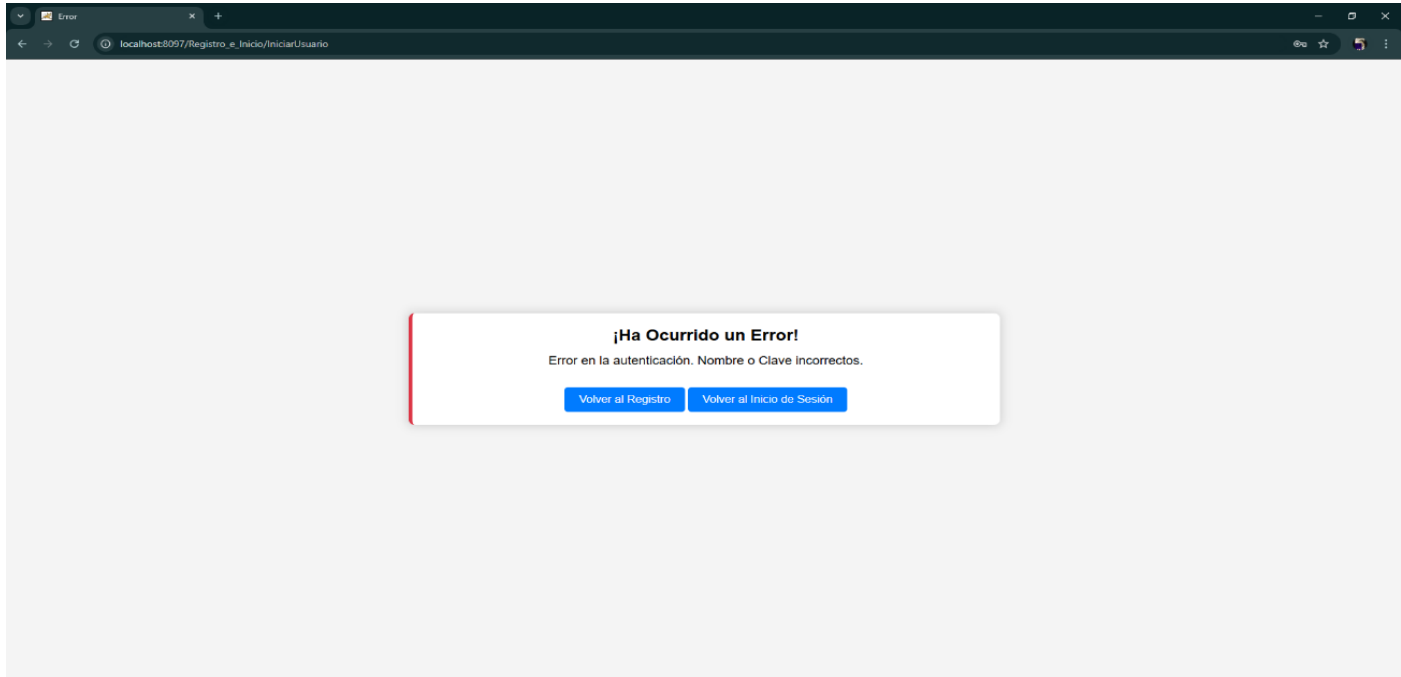 Error
localhost:8097/Registro_e_Inicio/IniciarUsuario
¡Ha Ocurrido un Error!
Error en la autenticación. Nombre o Clave incorrectos.
Volver al Registro Volver al Inicio de Sesión